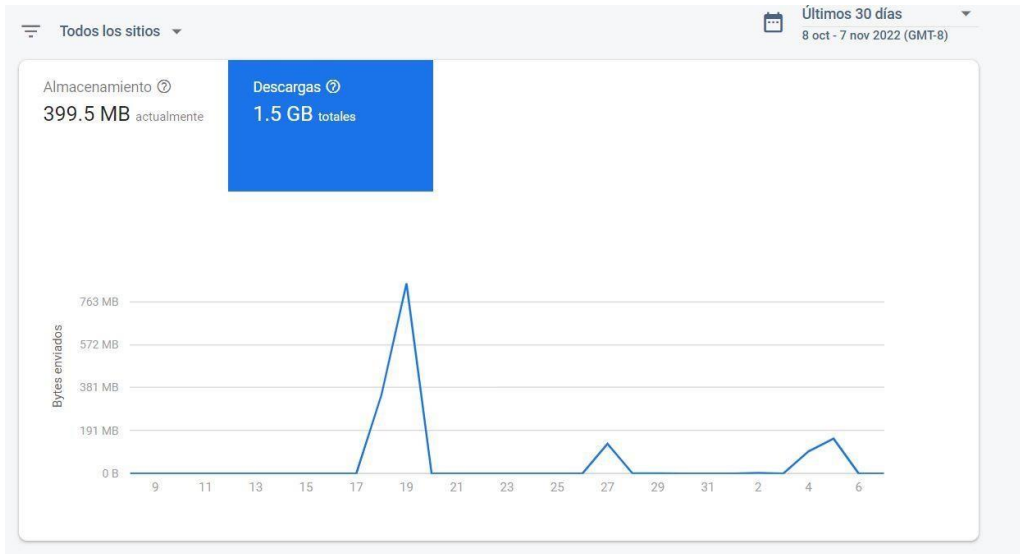 Todos los sitios
Últimos 30 días
8 oct - 7 nov 2022 (GMT-8)
Almacenamiento
399.5 MB actualmente
Descargas
1.5 GB totales
Bytes enviados
763 MB
572 MB
381 MB
191 MB
0 B
9 11 13 15 17 19 21 23 25 27 29 31 2 4 6